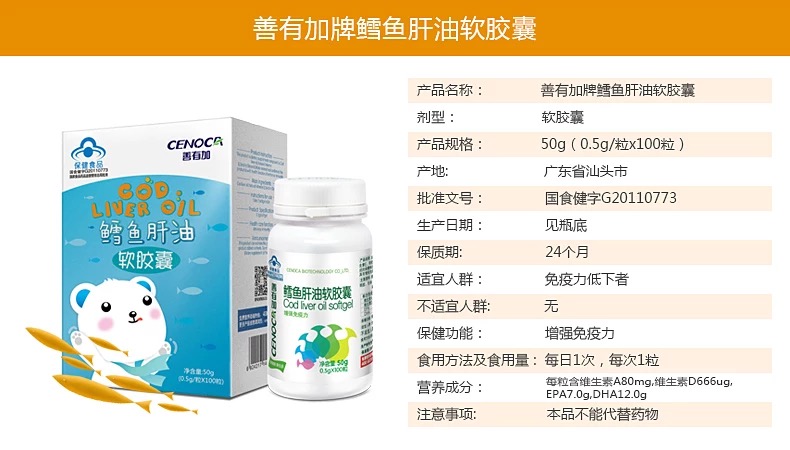 善有加牌鳕鱼肝油软胶囊
产品名称： 善有加牌鳕鱼肝油软胶囊
剂型： 软胶囊
产品规格： 50g（0.5g/粒x100粒）
产地: 广东省汕头市
批准文号： 国食健字G20110773
生产日期： 见瓶底
保质期: 24个月
适宜人群： 免疫力低下者
不适宜人群: 无
保健功能： 增强免疫力
食用方法及食用量： 每日1次，每次1粒
营养成分： 每粒含维生素A80mg,维生素D666ug,
EPA7.0g,DHA12.0g
注意事项: 本品不能代替药物
保健食品
国食健字G20110773
CENOCA
善有加
COD
LIVER OIL
鳕鱼肝油
软胶囊
净含量:50g
(0.5g/粒X100粒)
CENOCA BIOTECHNOLOGY CO.,LTD.
善有加
CENOCA
鳕鱼肝油软胶囊
Cod liver oil softgel
增强免疫力
净含量 50g
0.5gX100粒